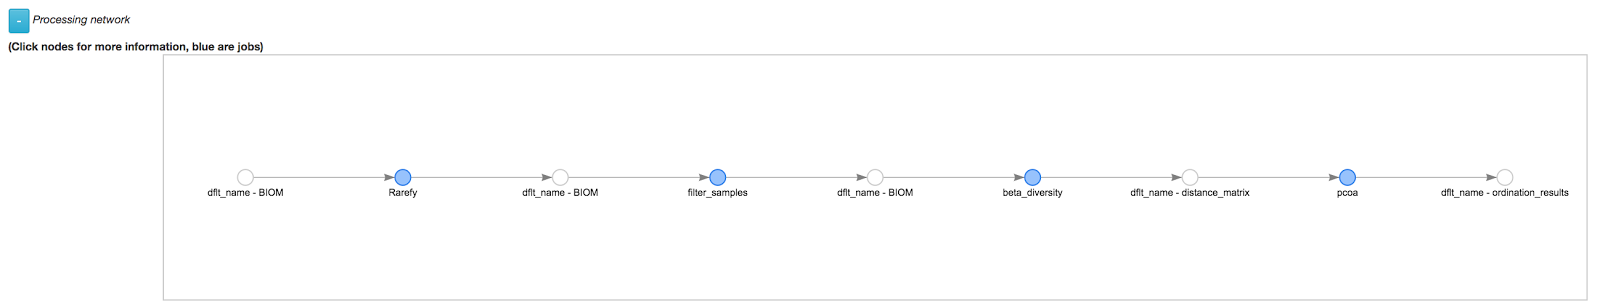 -
Processing network
(Click nodes for more information, blue are jobs)
dflt_name - BIOM
Rarefy
dflt_name - BIOM
filter_samples
dflt_name - BIOM
beta_diversity
dflt_name - distance_matrix
pcoa
dflt_name - ordination_results